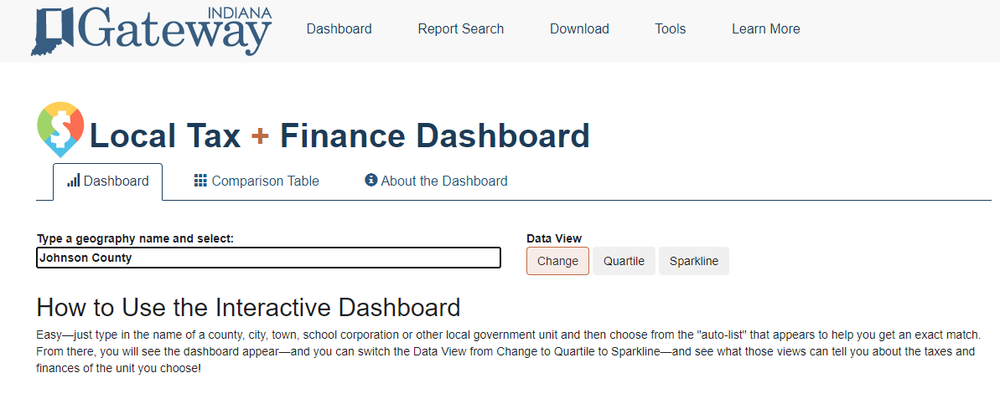 INDIANA
Gateway
Dashboard Report Search Download Tools Learn More
$
Local Tax + Finance Dashboard
Dashboard Comparison Table About the Dashboard
Type a geography name and select: Data View
Johnson County Change Quartile Sparkline
How to Use the Interactive Dashboard
Easy—just type in the name of a county, city, town, school corporation or other local government unit and then choose from the "auto-list" that appears to help you get an exact match.
From there, you will see the dashboard appear—and you can switch the Data View from Change to Quartile to Sparkline—and see what those views can tell you about the taxes and
finances of the unit you choose!